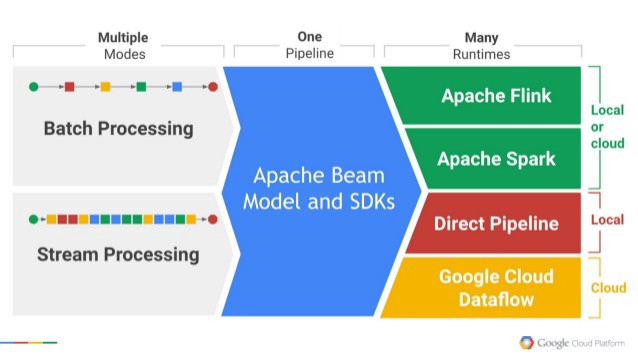 Multiple
Modes
One
Pipeline
Many
Runtimes
Batch Processing
Stream Processing
Apache Beam
Model and SDKs
Apache Flink
Apache Spark
Direct Pipeline
Google Cloud
Dataflow
Local
or
cloud
Local
Cloud
Google Cloud Platform